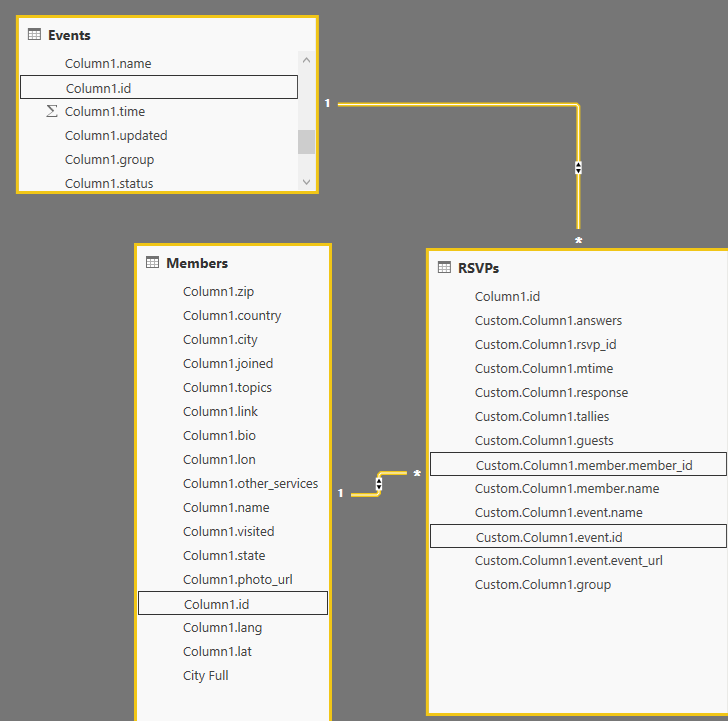 Events
Column1.name
Column1.id
Σ Column1.time
Column1.updated
Column1.group
Column1.status
1
*
Members
Column1.zip
Column1.country
Column1.city
Column1.joined
Column1.topics
Column1.link
Column1.bio
Column1.lon
Column1.other_services
Column1.name
Column1.visited
Column1.state
Column1.photo_url
Column1.id
Column1.lang
Column1.lat
City Full
1
*
RSVPs
Column1.id
Custom.Column1.answers
Custom.Column1.rsvp_id
Custom.Column1.mtime
Custom.Column1.response
Custom.Column1.tallies
Custom.Column1.guests
Custom.Column1.member.member_id
Custom.Column1.member.name
Custom.Column1.event.name
Custom.Column1.event.id
Custom.Column1.event.event_url
Custom.Column1.group